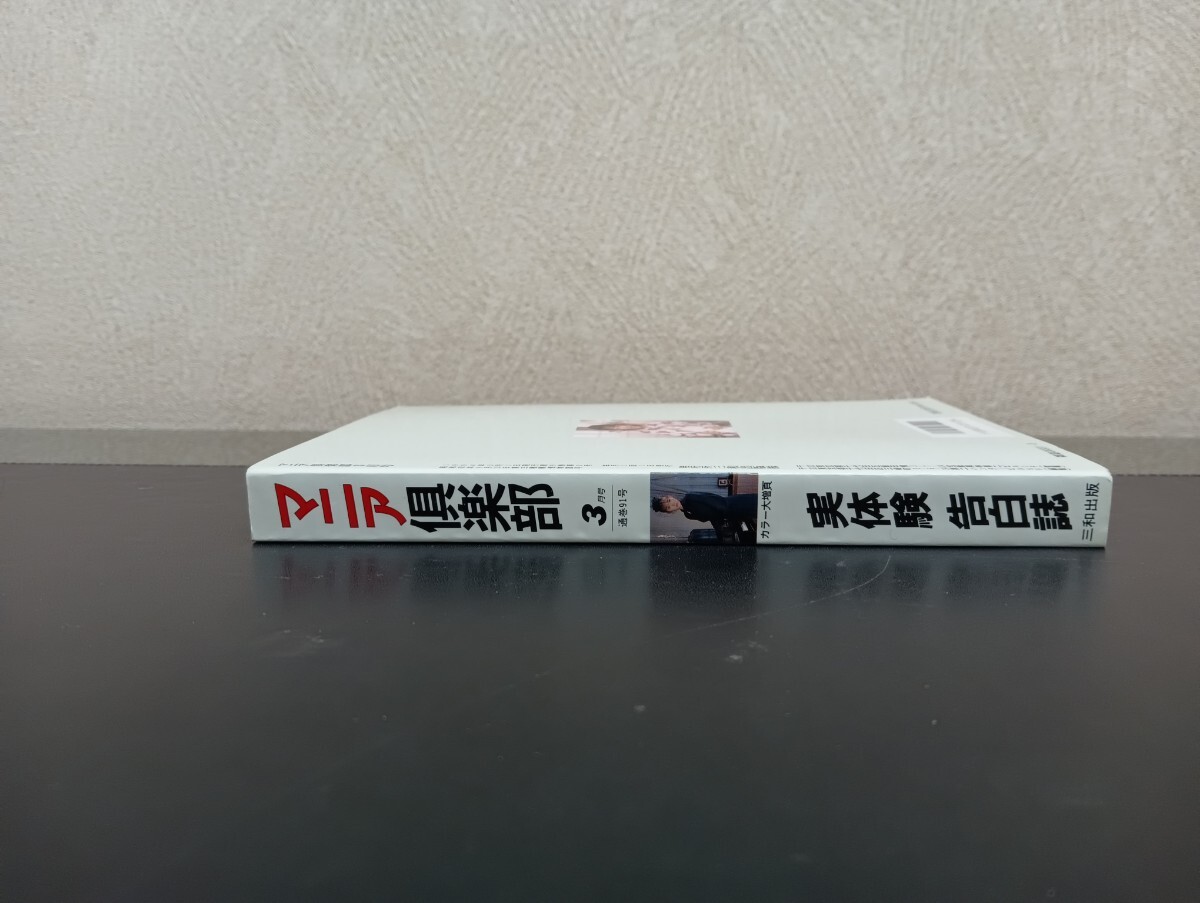 マニア倶楽部
3月号
通巻91号
カラー大増頁
実体験 告白誌
三和出版